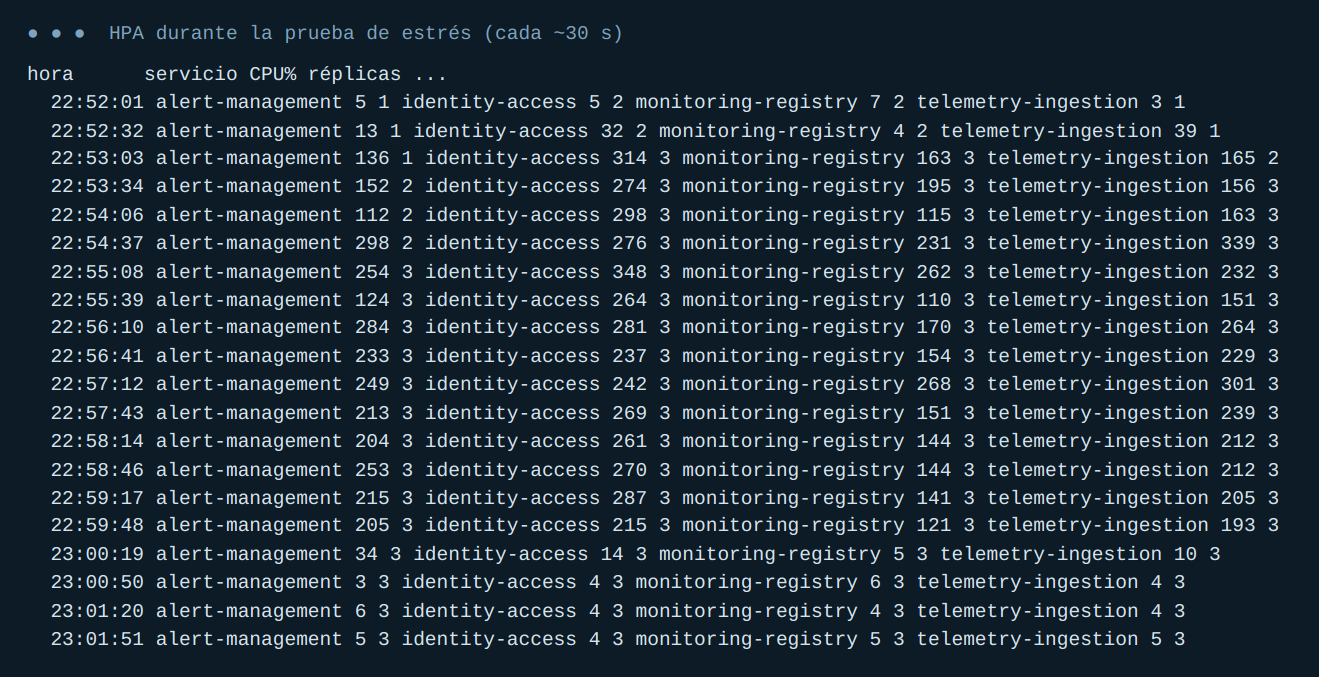 HPA durante la prueba de estrés (cada ~30 s)
hora      servicio CPU% réplicas ...
22:52:01 alert-management 5 1 identity-access 5 2 monitoring-registry 7 2 telemetry-ingestion 3 1
22:52:32 alert-management 13 1 identity-access 32 2 monitoring-registry 4 2 telemetry-ingestion 39 1
22:53:03 alert-management 136 1 identity-access 314 3 monitoring-registry 163 3 telemetry-ingestion 165 2
22:53:34 alert-management 152 2 identity-access 274 3 monitoring-registry 195 3 telemetry-ingestion 156 3
22:54:06 alert-management 112 2 identity-access 298 3 monitoring-registry 115 3 telemetry-ingestion 163 3
22:54:37 alert-management 298 2 identity-access 276 3 monitoring-registry 231 3 telemetry-ingestion 339 3
22:55:08 alert-management 254 3 identity-access 348 3 monitoring-registry 262 3 telemetry-ingestion 232 3
22:55:39 alert-management 124 3 identity-access 264 3 monitoring-registry 110 3 telemetry-ingestion 151 3
22:56:10 alert-management 284 3 identity-access 281 3 monitoring-registry 170 3 telemetry-ingestion 264 3
22:56:41 alert-management 233 3 identity-access 237 3 monitoring-registry 154 3 telemetry-ingestion 229 3
22:57:12 alert-management 249 3 identity-access 242 3 monitoring-registry 268 3 telemetry-ingestion 301 3
22:57:43 alert-management 213 3 identity-access 269 3 monitoring-registry 151 3 telemetry-ingestion 239 3
22:58:14 alert-management 204 3 identity-access 261 3 monitoring-registry 144 3 telemetry-ingestion 212 3
22:58:46 alert-management 253 3 identity-access 270 3 monitoring-registry 144 3 telemetry-ingestion 212 3
22:59:17 alert-management 215 3 identity-access 287 3 monitoring-registry 141 3 telemetry-ingestion 205 3
22:59:48 alert-management 205 3 identity-access 215 3 monitoring-registry 121 3 telemetry-ingestion 193 3
23:00:19 alert-management 34 3 identity-access 14 3 monitoring-registry 5 3 telemetry-ingestion 10 3
23:00:50 alert-management 3 3 identity-access 4 3 monitoring-registry 6 3 telemetry-ingestion 4 3
23:01:20 alert-management 6 3 identity-access 4 3 monitoring-registry 4 3 telemetry-ingestion 4 3
23:01:51 alert-management 5 3 identity-access 4 3 monitoring-registry 5 3 telemetry-ingestion 5 3